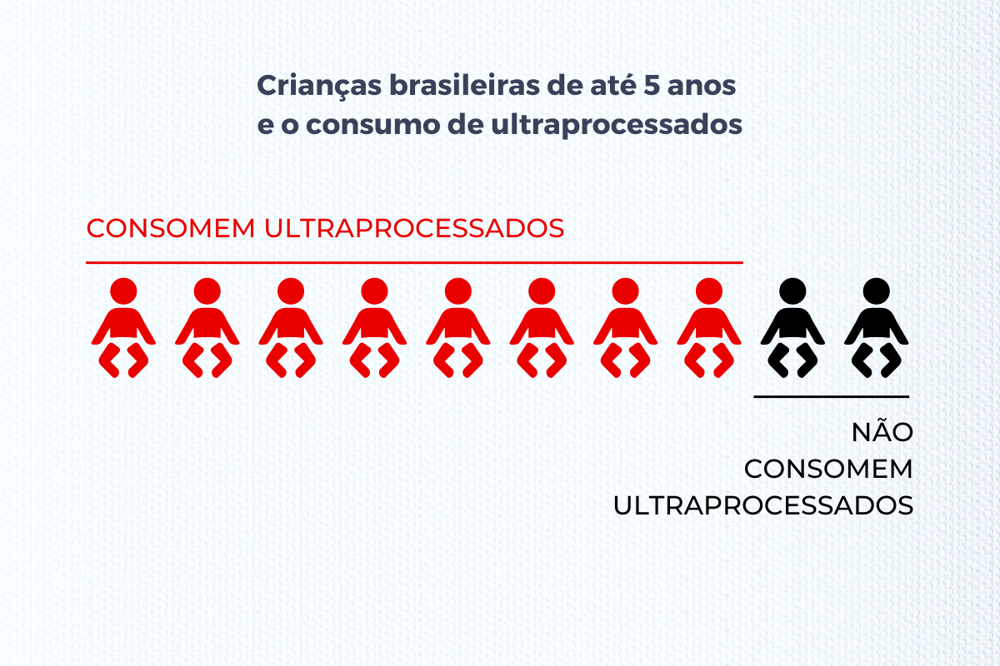 Crianças brasileiras de até 5 anos
e o consumo de ultraprocessados
CONSOMEM ULTRAPROCESSADOS
NÃO
CONSOMEM
ULTRAPROCESSADOS